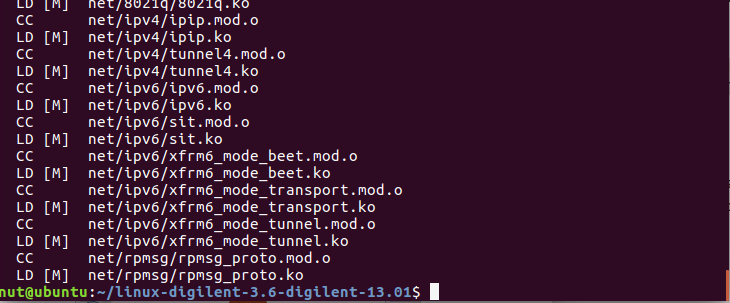 LD [M] net/8021q/8021q.ko
CC net/ipv4/ipip.mod.o
LD [M] net/ipv4/ipip.ko
CC net/ipv4/tunnel4.mod.o
LD [M] net/ipv4/tunnel4.ko
CC net/ipv6/ipv6.mod.o
LD [M] net/ipv6/ipv6.ko
CC net/ipv6/sit.mod.o
LD [M] net/ipv6/sit.ko
CC net/ipv6/xfrm6_mode_beet.mod.o
LD [M] net/ipv6/xfrm6_mode_beet.ko
CC net/ipv6/xfrm6_mode_transport.mod.o
LD [M] net/ipv6/xfrm6_mode_transport.ko
CC net/ipv6/xfrm6_mode_tunnel.mod.o
LD [M] net/ipv6/xfrm6_mode_tunnel.ko
CC net/rpmsg/rpmsg_proto.mod.o
LD [M] net/rpmsg/rpmsg_proto.ko
nut@ubuntu:~/linux-digilent-3.6-digilent-13.01$